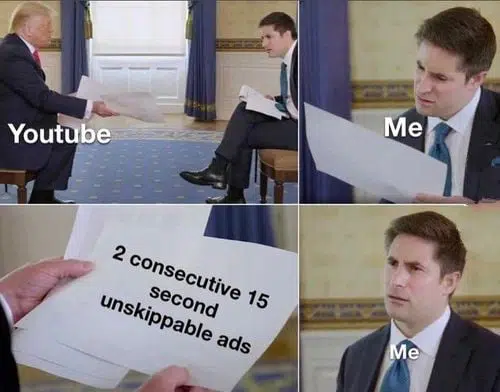 Youtube
Me
2 consecutive 15
second
unskippable ads
Me